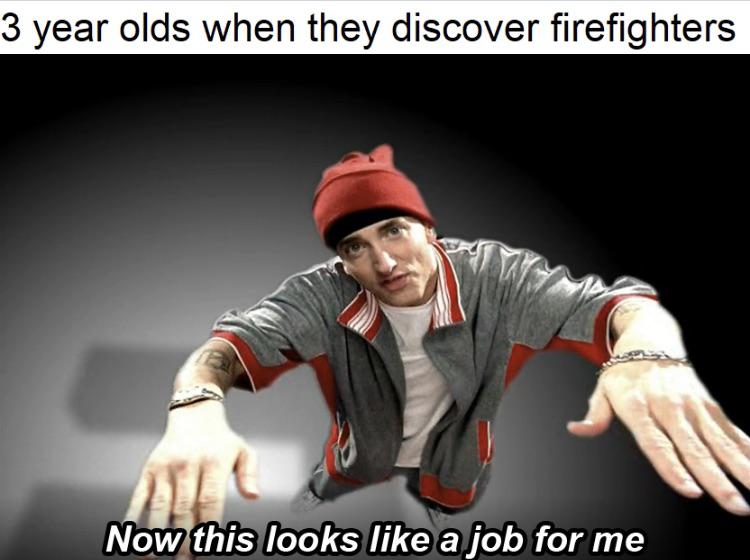 3 year olds when they discover firefighters
Now this looks like a job for me